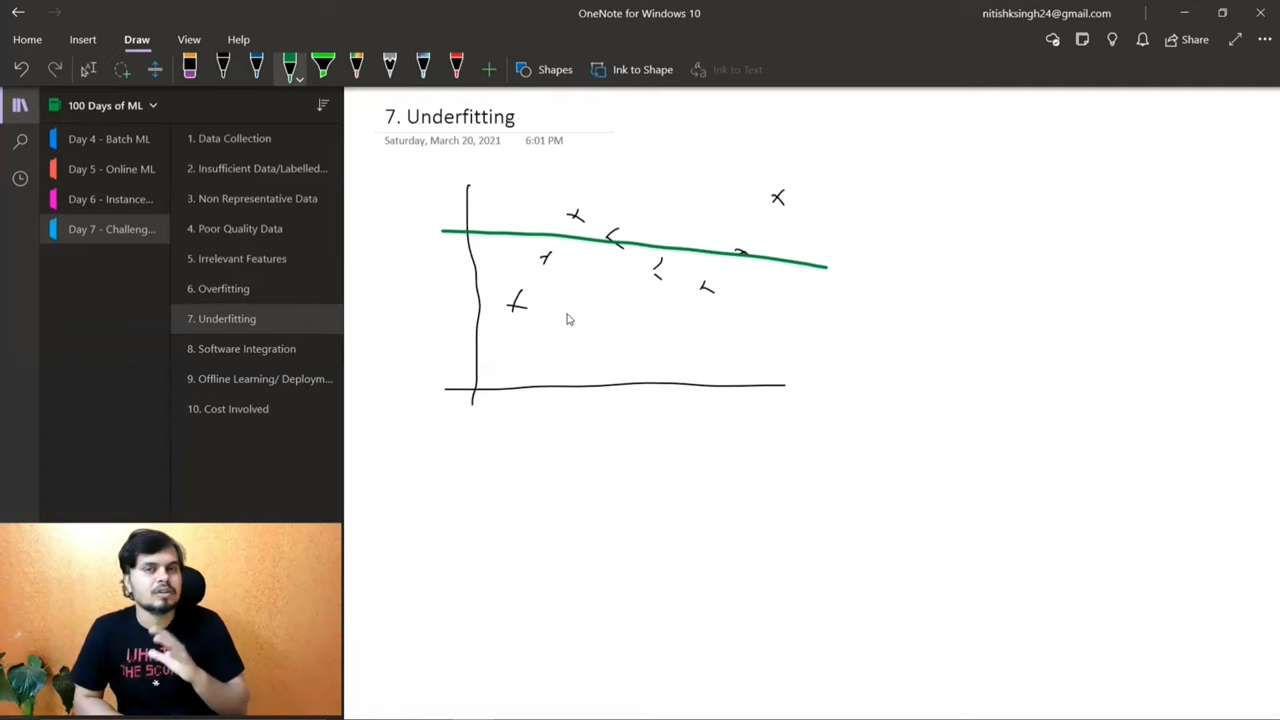 OneNote for Windows 10
nitishksingh24@gmail.com
Home Insert Draw View Help
Share
Shapes Ink to Shape Ink to Text
100 Days of ML
Day 4 - Batch ML
Day 5 - Online ML
Day 6 - Instance...
Day 7 - Challeng...
1. Data Collection
2. Insufficient Data/Labelled...
3. Non Representative Data
4. Poor Quality Data
5. Irrelevant Features
6. Overfitting
7. Underfitting
8. Software Integration
9. Offline Learning/ Deploym...
10. Cost Involved
7. Underfitting
Saturday, March 20, 2021 6:01 PM
THE